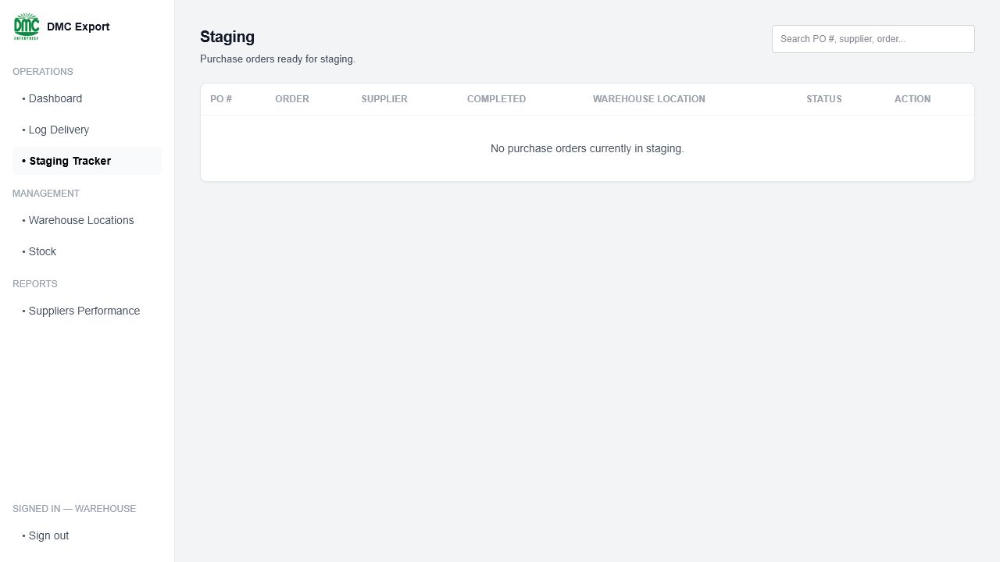 DMC
ENTERPRISE
DMC Export
OPERATIONS
• Dashboard
• Log Delivery
• Staging Tracker
MANAGEMENT
• Warehouse Locations
• Stock
REPORTS
• Suppliers Performance
SIGNED IN — WAREHOUSE
• Sign out
Staging
Purchase orders ready for staging.
Search PO #, supplier, order...
PO # ORDER SUPPLIER COMPLETED WAREHOUSE LOCATION STATUS ACTION
No purchase orders currently in staging.